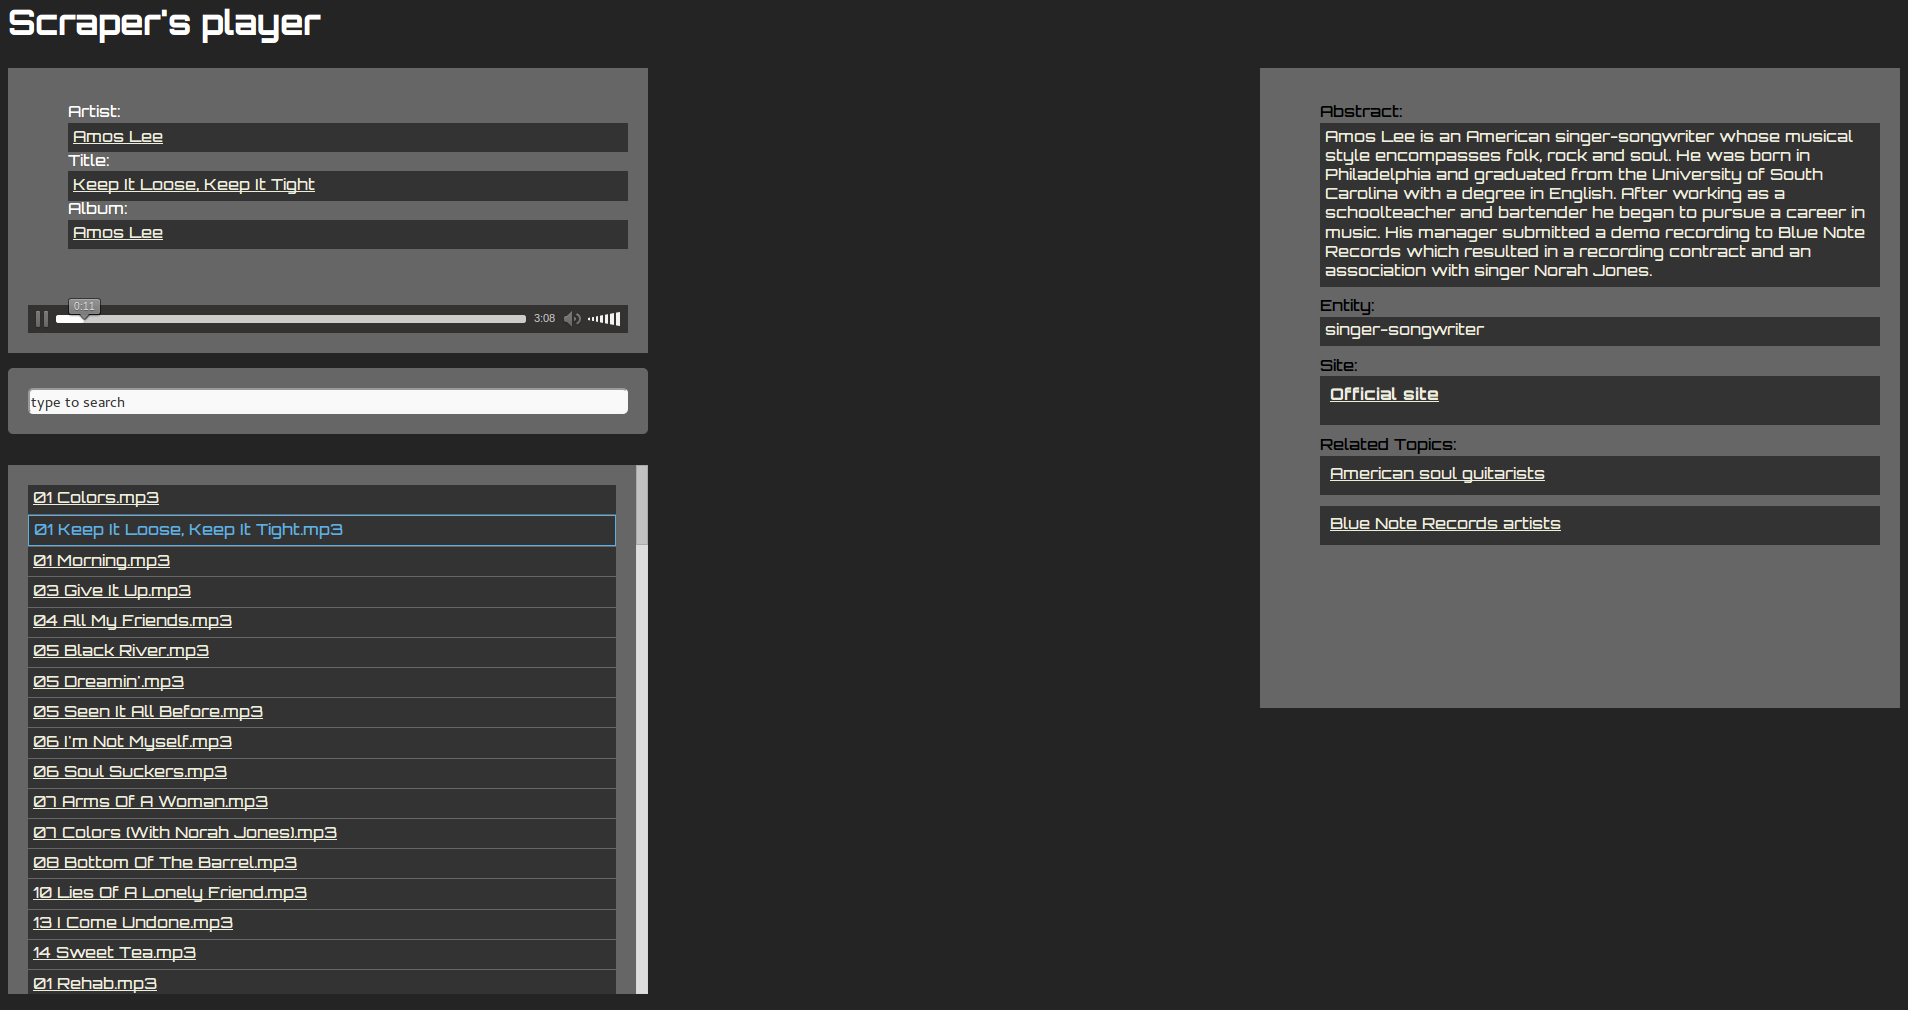 Scraper's player
Artist:
Amos Lee
Title:
Keep It Loose, Keep It Tight
Album:
Amos Lee
0:11
3:08
type to search
01 Colors.mp3
01 Keep It Loose, Keep It Tight.mp3
01 Morning.mp3
03 Give It Up.mp3
04 All My Friends.mp3
05 Black River.mp3
05 Dreamin'.mp3
05 Seen It All Before.mp3
06 I'm Not Myself.mp3
06 Soul Suckers.mp3
07 Arms Of A Woman.mp3
07 Colors (With Norah Jones).mp3
08 Bottom Of The Barrel.mp3
10 Lies Of A Lonely Friend.mp3
13 I Come Undone.mp3
14 Sweet Tea.mp3
01 Rehab.mp3
Abstract:
Amos Lee is an American singer-songwriter whose musical
style encompasses folk, rock and soul. He was born in
Philadelphia and graduated from the University of South
Carolina with a degree in English. After working as a
schoolteacher and bartender he began to pursue a career in
music. His manager submitted a demo recording to Blue Note
Records which resulted in a recording contract and an
association with singer Norah Jones.
Entity:
singer-songwriter
Site:
Official site
Related Topics:
American soul guitarists
Blue Note Records artists